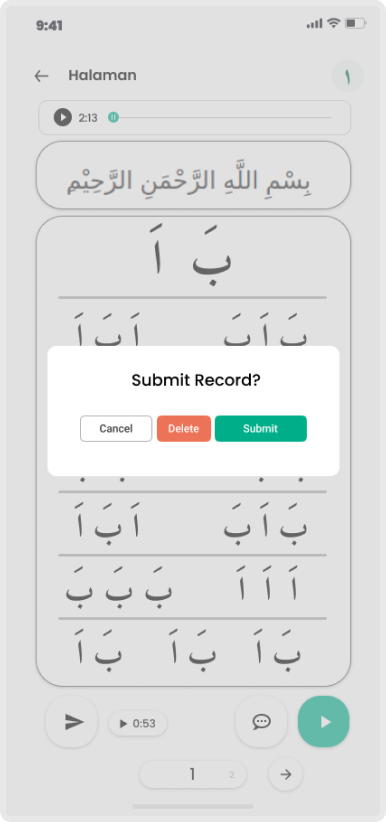 9:41
Halaman
١
2:13
بِسْمِ اللَّهِ الرَّحْمَنِ الرَّحِيْمِ
بَ اَ
بَ اَ بَ اَ بَ اَ
Submit Record?
Cancel Delete Submit
بَ اَ بَ اَ بَ اَ
اَ اَ اَ بَ بَ بَ
بَ اَ بَ اَ بَ اَ
0:53
1 2